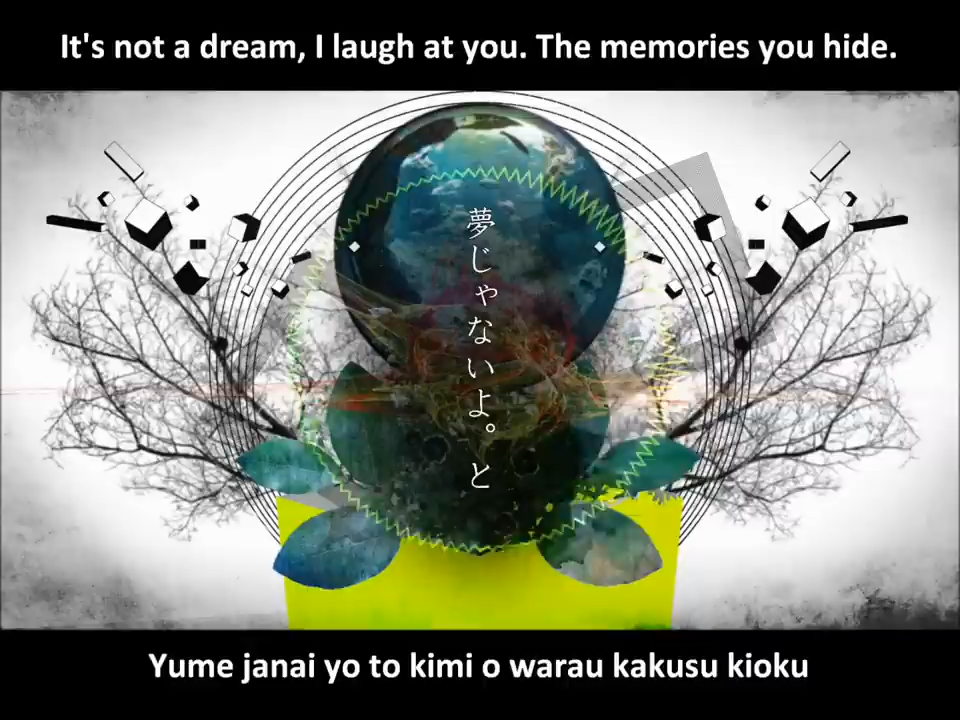 It's not a dream, I laugh at you. The memories you hide.
夢じゃないよ。と
Yume janai yo to kimi o warau kakusu kioku